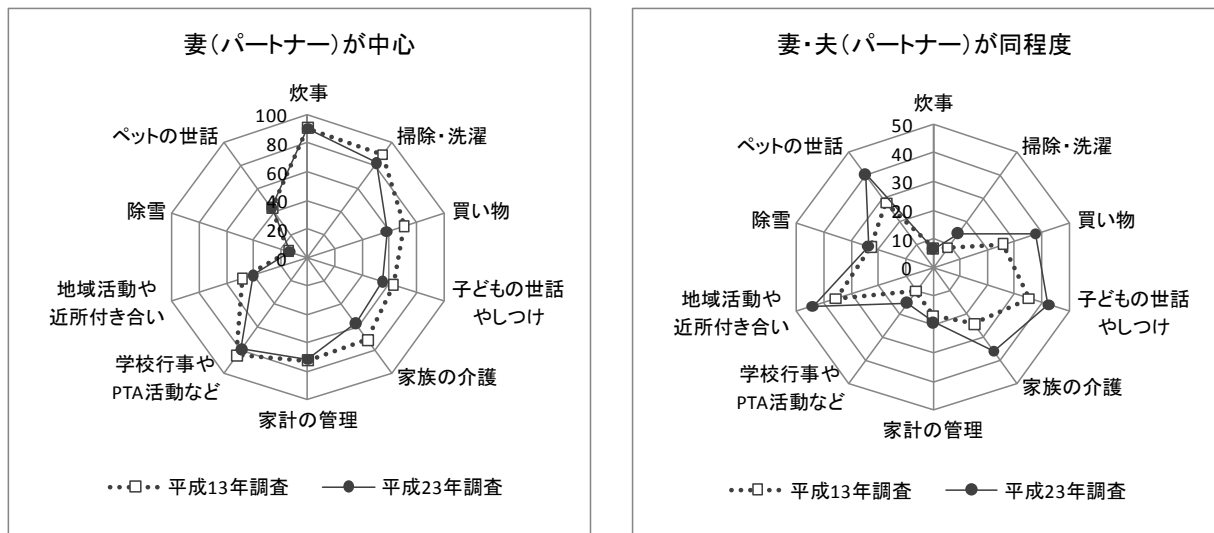 妻(パートナー)が中心
炊事
掃除・洗濯
買い物
子どもの世話
やしつけ
家族の介護
家計の管理
学校行事や
PTA活動など
地域活動や
近所付き合い
除雪
ペットの世話
100
80
60
40
20
0
平成13年調査
平成23年調査
妻・夫(パートナー)が同程度
炊事
掃除・洗濯
買い物
子どもの世話
やしつけ
家族の介護
家計の管理
学校行事や
PTA活動など
地域活動や
近所付き合い
除雪
ペットの世話
50
40
30
20
10
0
平成13年調査
平成23年調査